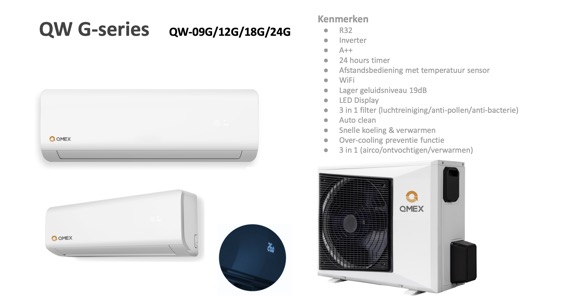 QW G-series
QW-09G/12G/18G/24G
Kenmerken
● R32
● Inverter
● A++
● 24 hours timer
● Afstandsbediening met temperatuur sensor
● WiFi
● Lager geluidsniveau 19dB
● LED Display
● 3 in 1 filter (luchtreiniging/anti-pollen/anti-bacterie)
● Auto clean
● Snelle koeling & verwarmen
● Over-cooling preventie functie
● 3 in 1 (airco/ontvochtigen/verwarmen)
QMEX
QMEX
QMEX